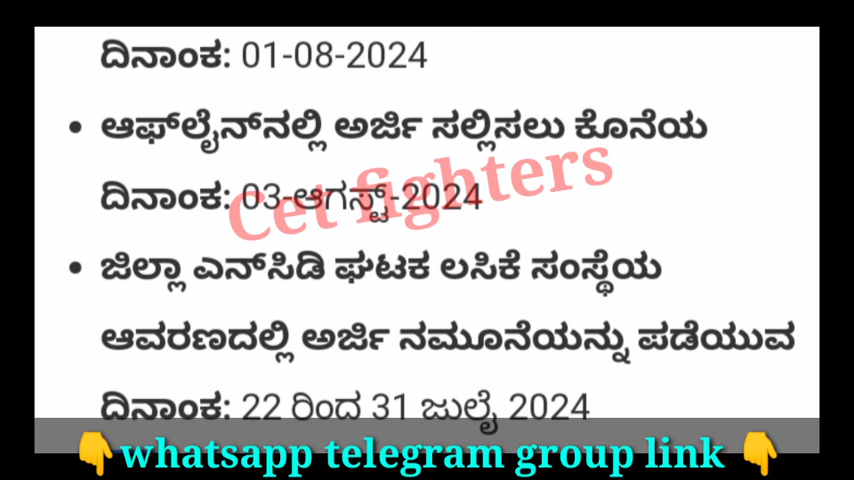 ದಿನಾಂಕ: 01-08-2024
• ಆಫ್‌ಲೈನ್‌ನಲ್ಲಿ ಅರ್ಜಿ ಸಲ್ಲಿಸಲು ಕೊನೆಯ
ದಿನಾಂಕ: 03-ಆಗಸ್ಟ್-2024
Cet fighters
• ಜಿಲ್ಲಾ ಎನ್‌ಸಿಡಿ ಘಟಕ ಲಸಿಕೆ ಸಂಸ್ಥೆಯ
ಆವರಣದಲ್ಲಿ ಅರ್ಜಿ ನಮೂನೆಯನ್ನು ಪಡೆಯುವ
ದಿನಾಂಕ: 22 ರಿಂದ 31 ಜುಲೈ 2024
👇whatsapp telegram group link 👇